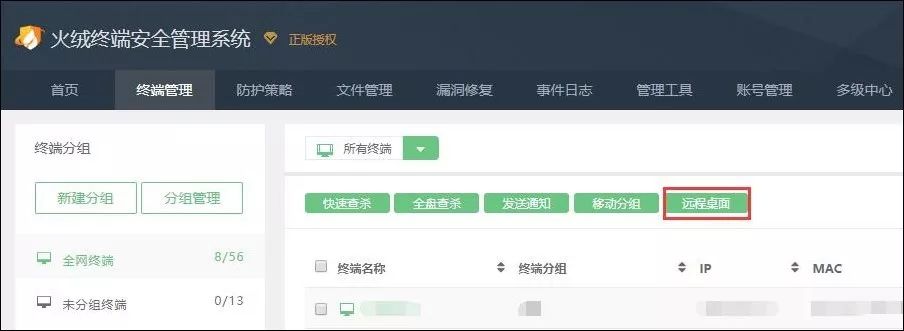 火绒终端安全管理系统 正版授权
首页 终端管理 防护策略 文件管理 漏洞修复 事件日志 管理工具 账号管理 多级中心
终端分组
新建分组 分组管理
全网终端 8/56
未分组终端 0/13
所有终端
快速查杀 全盘查杀 发送通知 移动分组 远程桌面
终端名称 终端分组 IP MAC